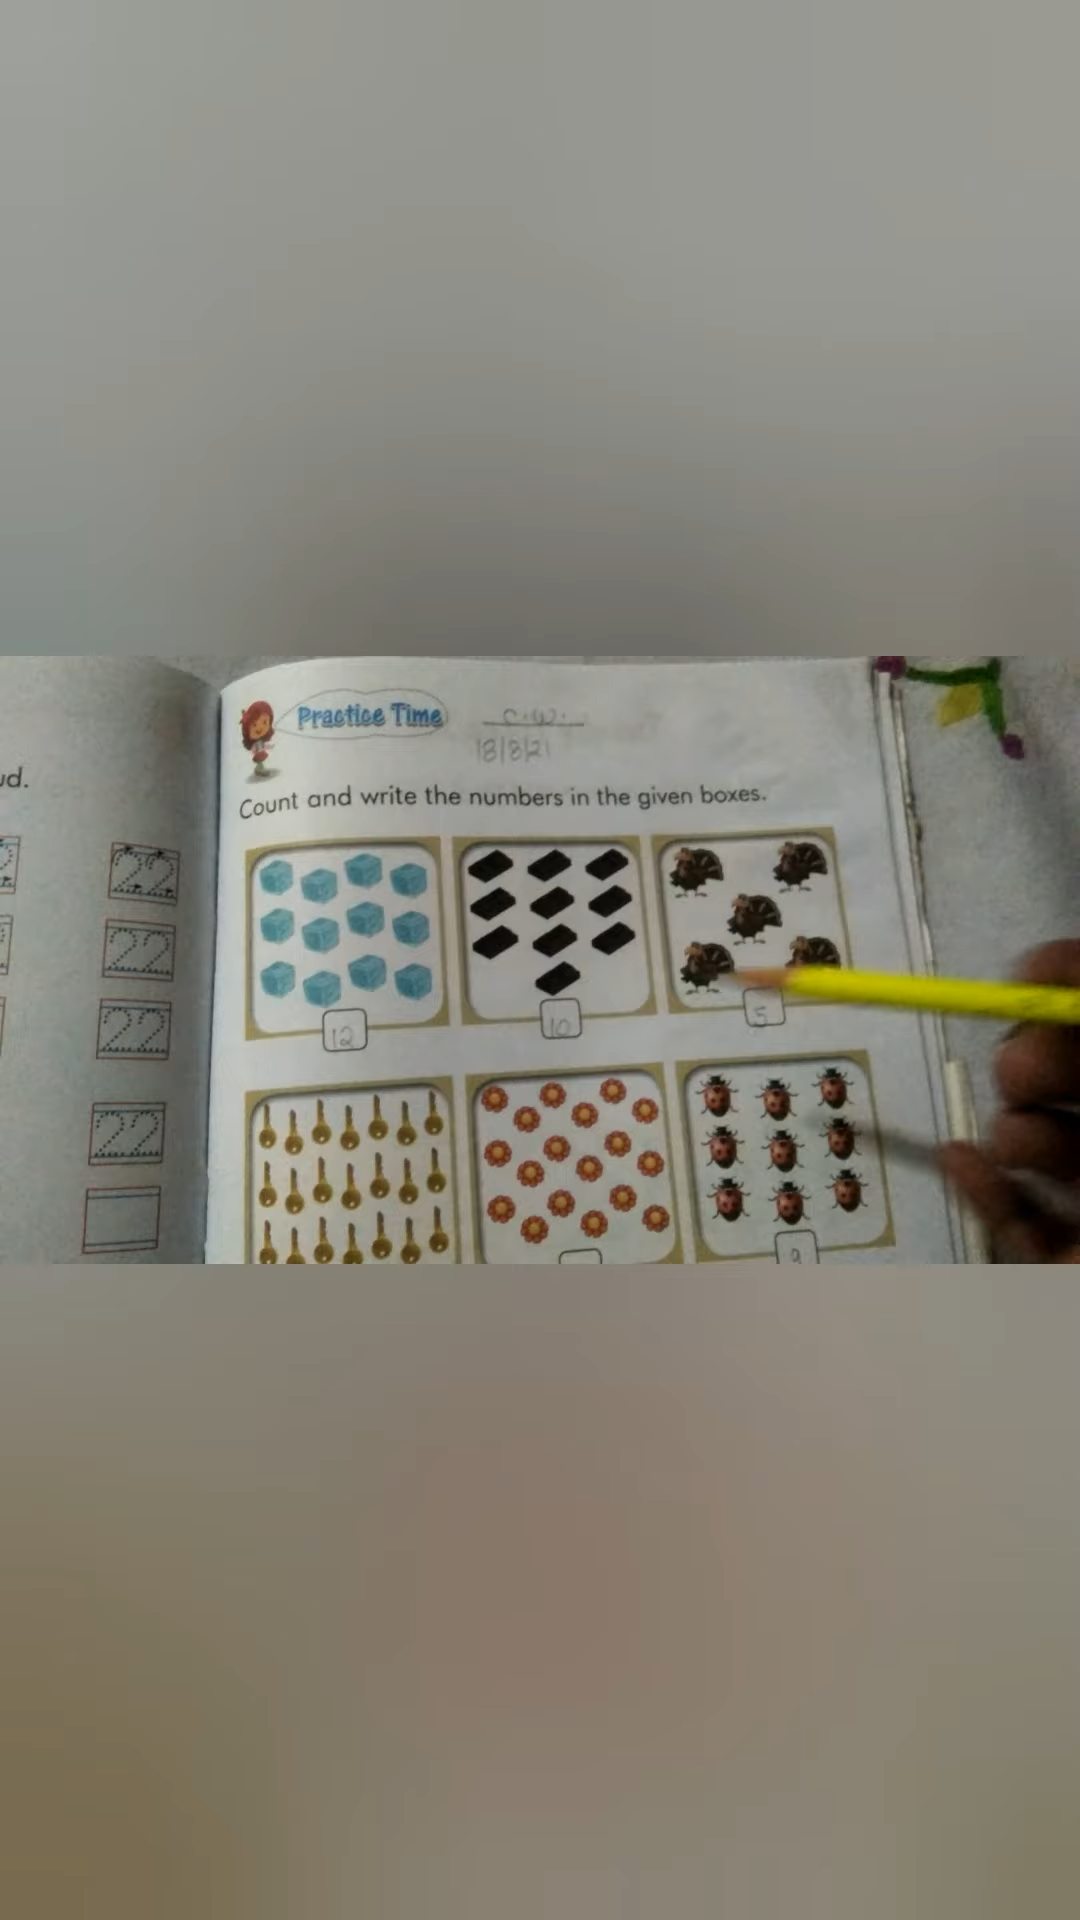 Practice Time
C.W.
18|8|21
ud.
Count and write the numbers in the given boxes.
22
22
22
22
12
10
5
9